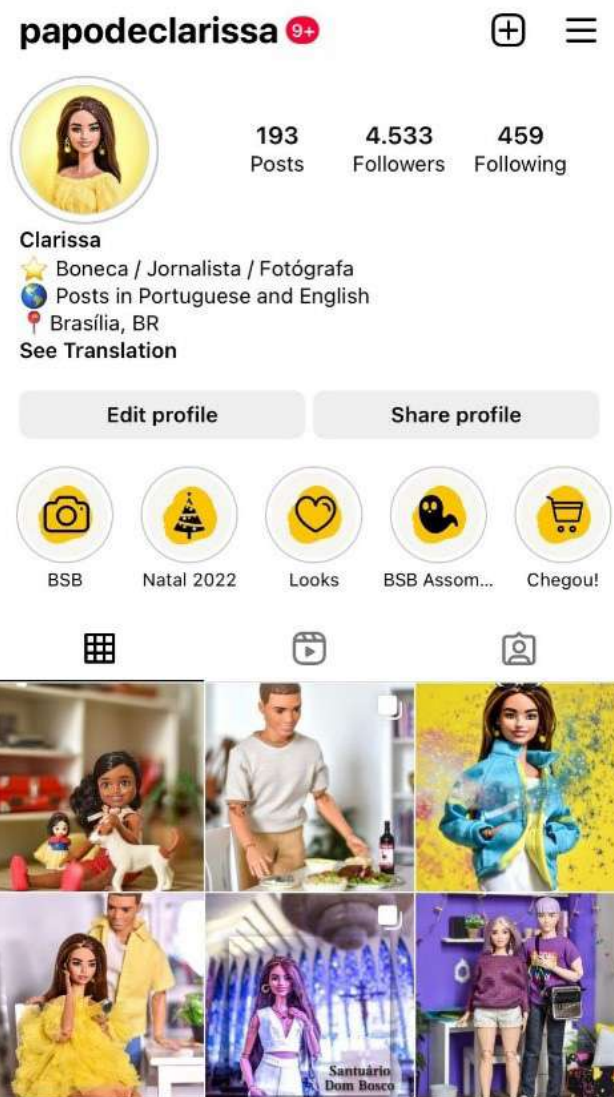 papodeclarissa 9+
193 4.533 459
Posts Followers Following
Clarissa
Boneca / Jornalista / Fotógrafa
Posts in Portuguese and English
Brasília, BR
See Translation
Edit profile Share profile
BSB Natal 2022 Looks BSB Assom... Chegou!
Santuário
Dom Bosco